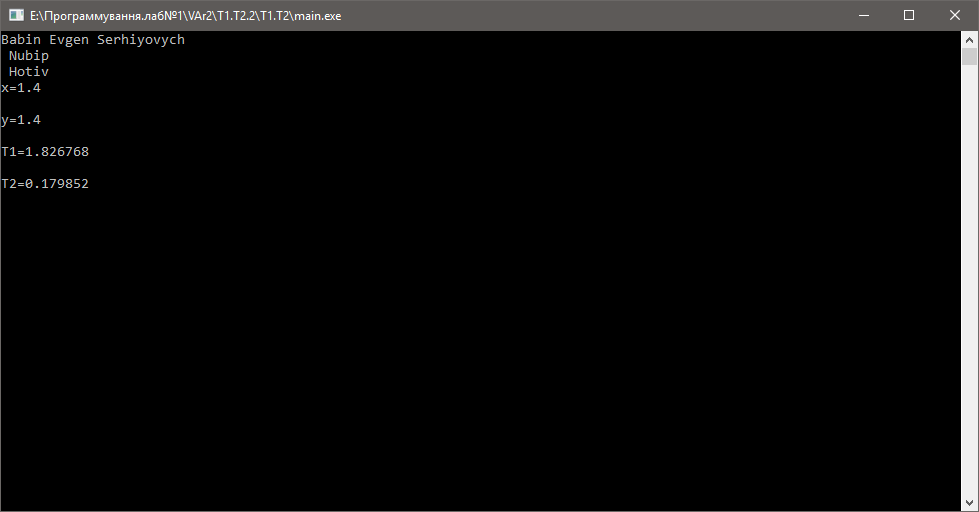 E:\Программування.лаб№1\VAr2\T1.T2.2\T1.T2\main.exe
Babin Evgen Serhiyovych
Nubip
Hotiv
x=1.4
y=1.4
T1=1.826768
T2=0.179852